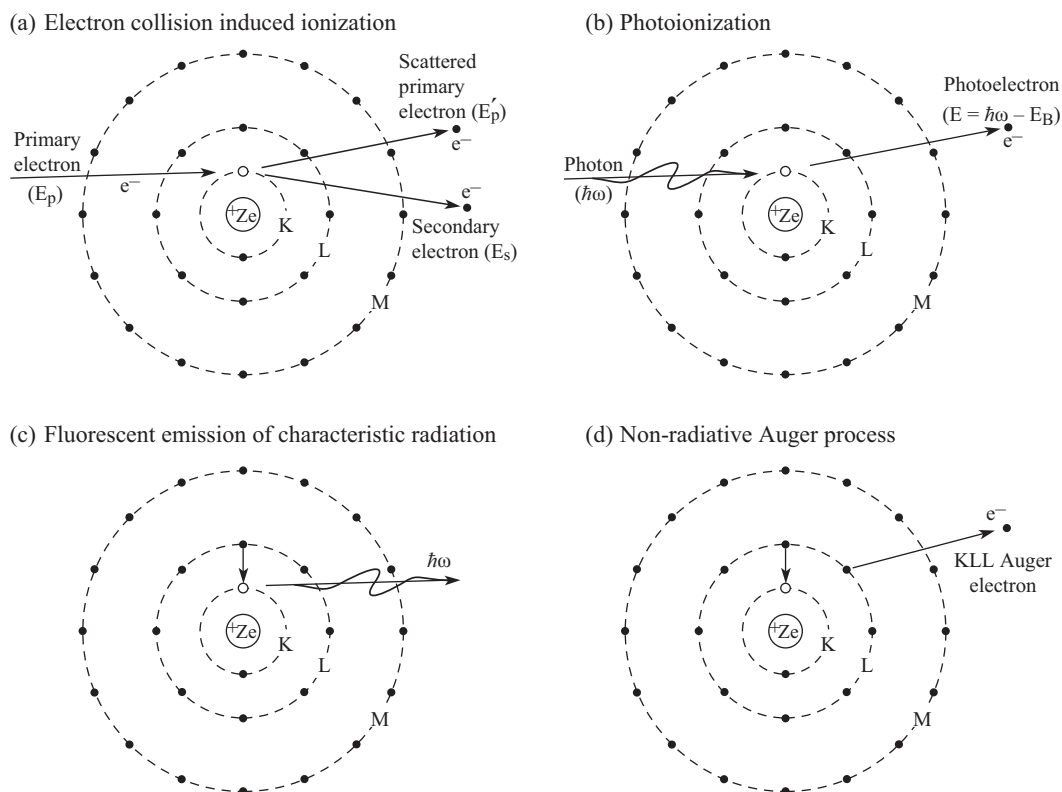 (a) Electron collision induced ionization
Scattered
primary
electron (E′p)
e–
Primary
electron
(Ep)
e–
e–
Secondary
electron (Es)
+Ze
K
L
M
(b) Photoionization
Photoelectron
(E = ħω – EB)
e–
Photon
(ħω)
+Ze
K
L
M
(c) Fluorescent emission of characteristic radiation
ħω
+Ze
K
L
M
(d) Non-radiative Auger process
e–
KLL Auger
electron
+Ze
K
L
M